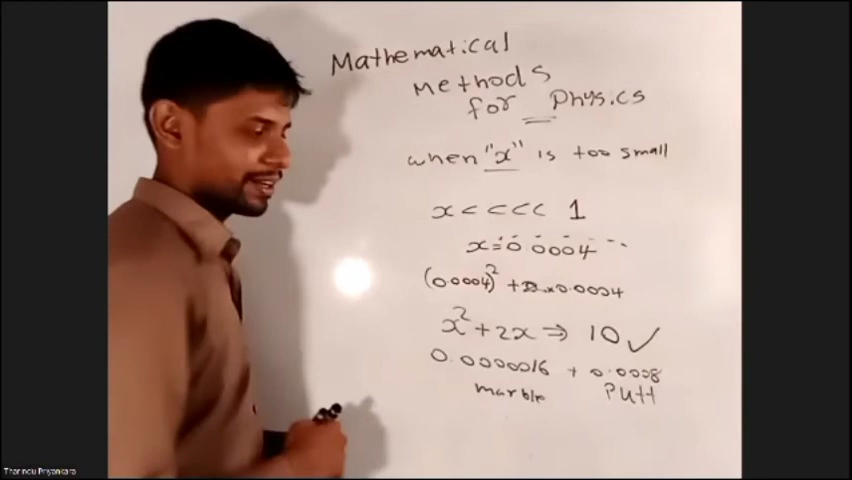 Mathematical
Methods
for Physics
when "x" is too small
x < < < < 1
x = 0.0004
(0.0004)² + 2 x 0.0004
x² + 2x ⇒ 10 ✓
0.0000016 + 0.0008
marble Putt
Tharindu Priyankara